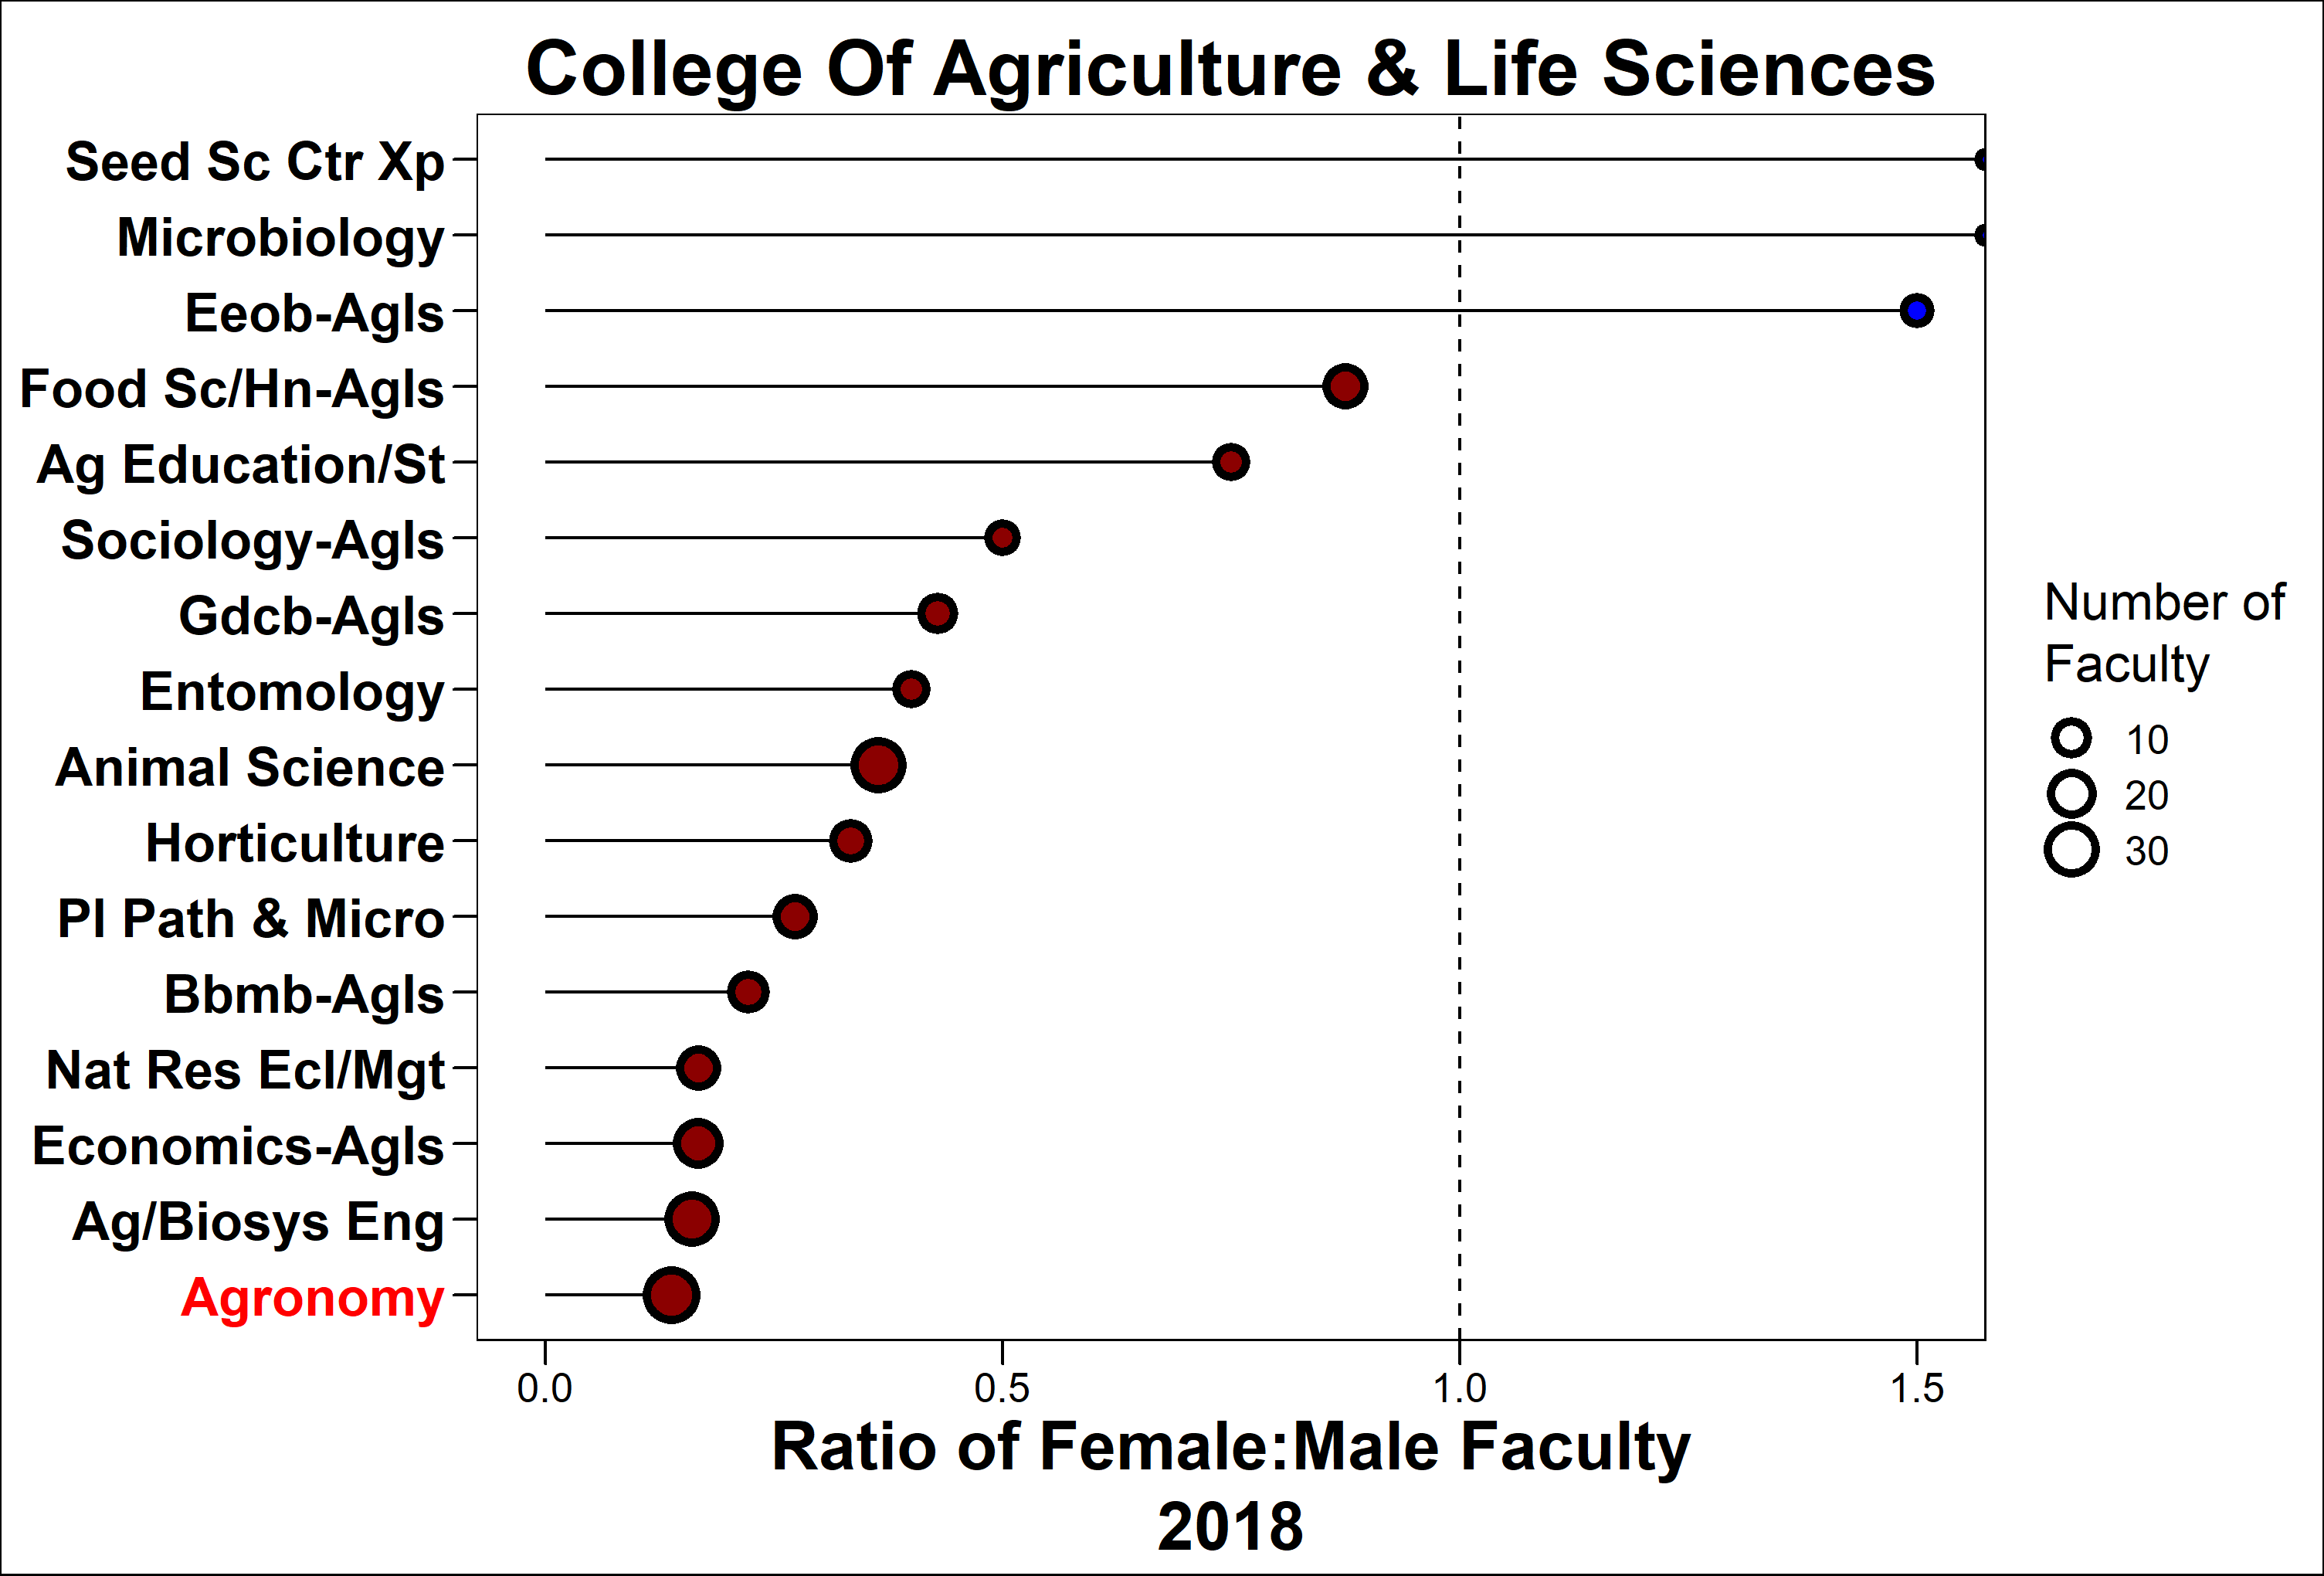 College Of Agriculture & Life Sciences
Seed Sc Ctr Xp
Microbiology
Eeob-Agls
Food Sc/Hn-Agls
Ag Education/St
Sociology-Agls
Gdcb-Agls
Entomology
Animal Science
Horticulture
Pl Path & Micro
Bbmb-Agls
Nat Res Ecl/Mgt
Economics-Agls
Ag/Biosys Eng
Agronomy
0.0 0.5 1.0 1.5
Ratio of Female:Male Faculty
2018
Number of
Faculty
10
20
30